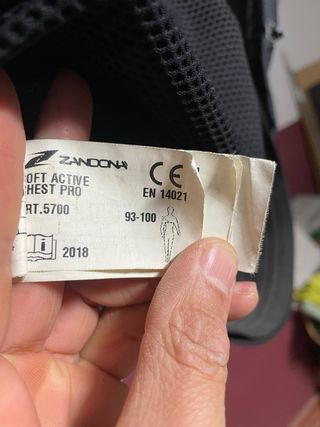 ZANDONA
OFT ACTIVE
HEST PRO
RT.5700
CE
EN 14021
93-100
2018